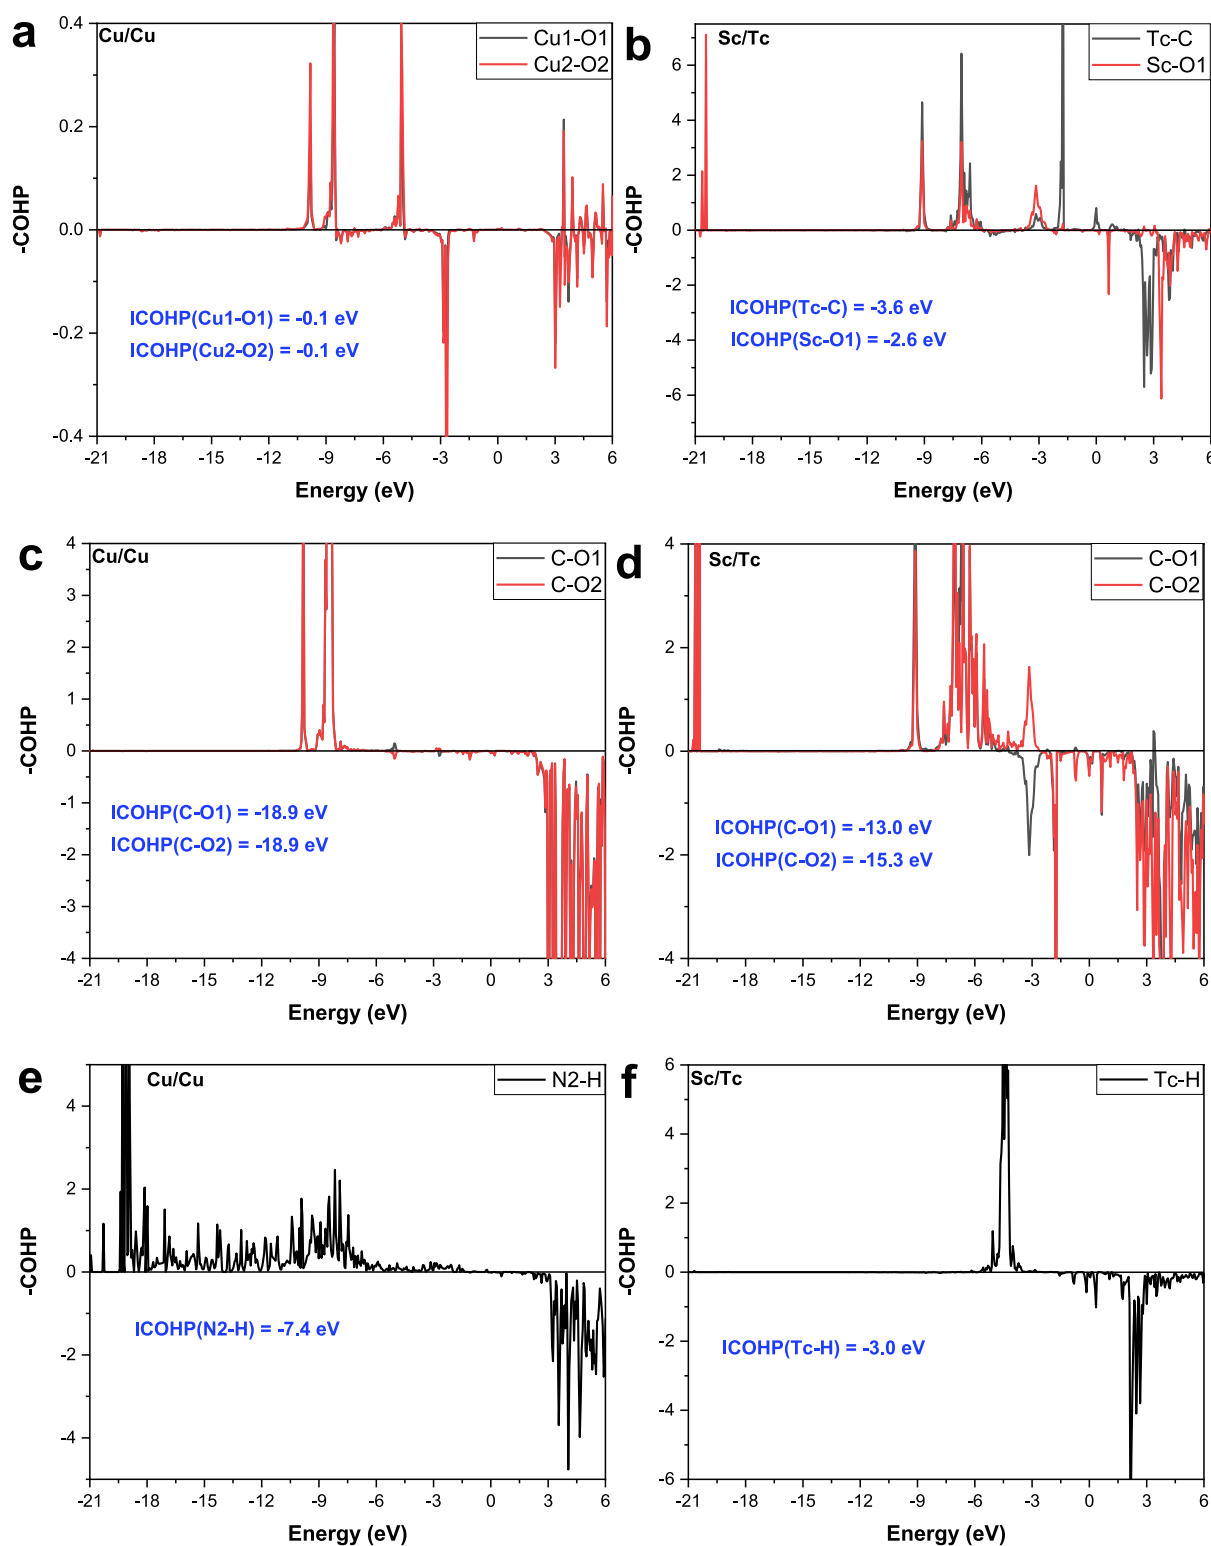 a
Cu/Cu
Cu1-O1
Cu2-O2
0.4
0.2
0.0
-0.2
-0.4
-COHP
ICOHP(Cu1-O1) = -0.1 eV
ICOHP(Cu2-O2) = -0.1 eV
-21 -18 -15 -12 -9 -6 -3 0 3 6
Energy (eV)
b
Sc/Tc
Tc-C
Sc-O1
6
4
2
0
-2
-4
-6
-COHP
ICOHP(Tc-C) = -3.6 eV
ICOHP(Sc-O1) = -2.6 eV
-21 -18 -15 -12 -9 -6 -3 0 3 6
Energy (eV)
c
Cu/Cu
C-O1
C-O2
4
3
2
1
0
-1
-2
-3
-4
-COHP
ICOHP(C-O1) = -18.9 eV
ICOHP(C-O2) = -18.9 eV
-21 -18 -15 -12 -9 -6 -3 0 3 6
Energy (eV)
d
Sc/Tc
C-O1
C-O2
4
2
0
-2
-4
-COHP
ICOHP(C-O1) = -13.0 eV
ICOHP(C-O2) = -15.3 eV
-21 -18 -15 -12 -9 -6 -3 0 3 6
Energy (eV)
e
Cu/Cu
N2-H
4
2
0
-2
-4
-COHP
ICOHP(N2-H) = -7.4 eV
-21 -18 -15 -12 -9 -6 -3 0 3 6
Energy (eV)
f
Sc/Tc
Tc-H
6
4
2
0
-2
-4
-6
-COHP
ICOHP(Tc-H) = -3.0 eV
-21 -18 -15 -12 -9 -6 -3 0 3 6
Energy (eV)